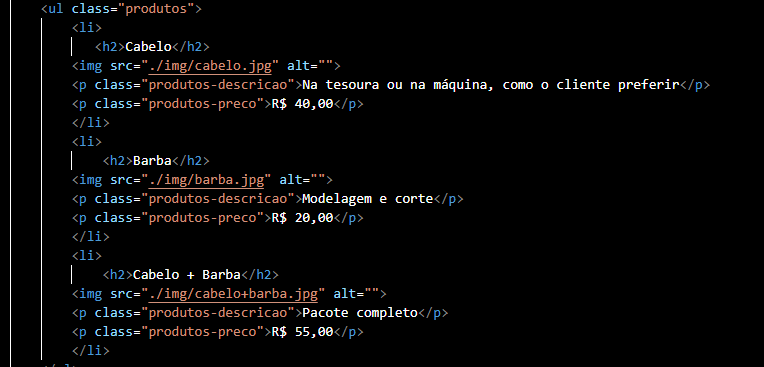 <ul class="produtos">
<li>
<h2>Cabelo</h2>
<img src="./img/cabelo.jpg" alt="">
<p class="produtos-descricao">Na tesoura ou na máquina, como o cliente preferir</p>
<p class="produtos-preco">R$ 40,00</p>
</li>
<li>
<h2>Barba</h2>
<img src="./img/barba.jpg" alt="">
<p class="produtos-descricao">Modelagem e corte</p>
<p class="produtos-preco">R$ 20,00</p>
</li>
<li>
<h2>Cabelo + Barba</h2>
<img src="./img/cabelo+barba.jpg" alt="">
<p class="produtos-descricao">Pacote completo</p>
<p class="produtos-preco">R$ 55,00</p>
</li>